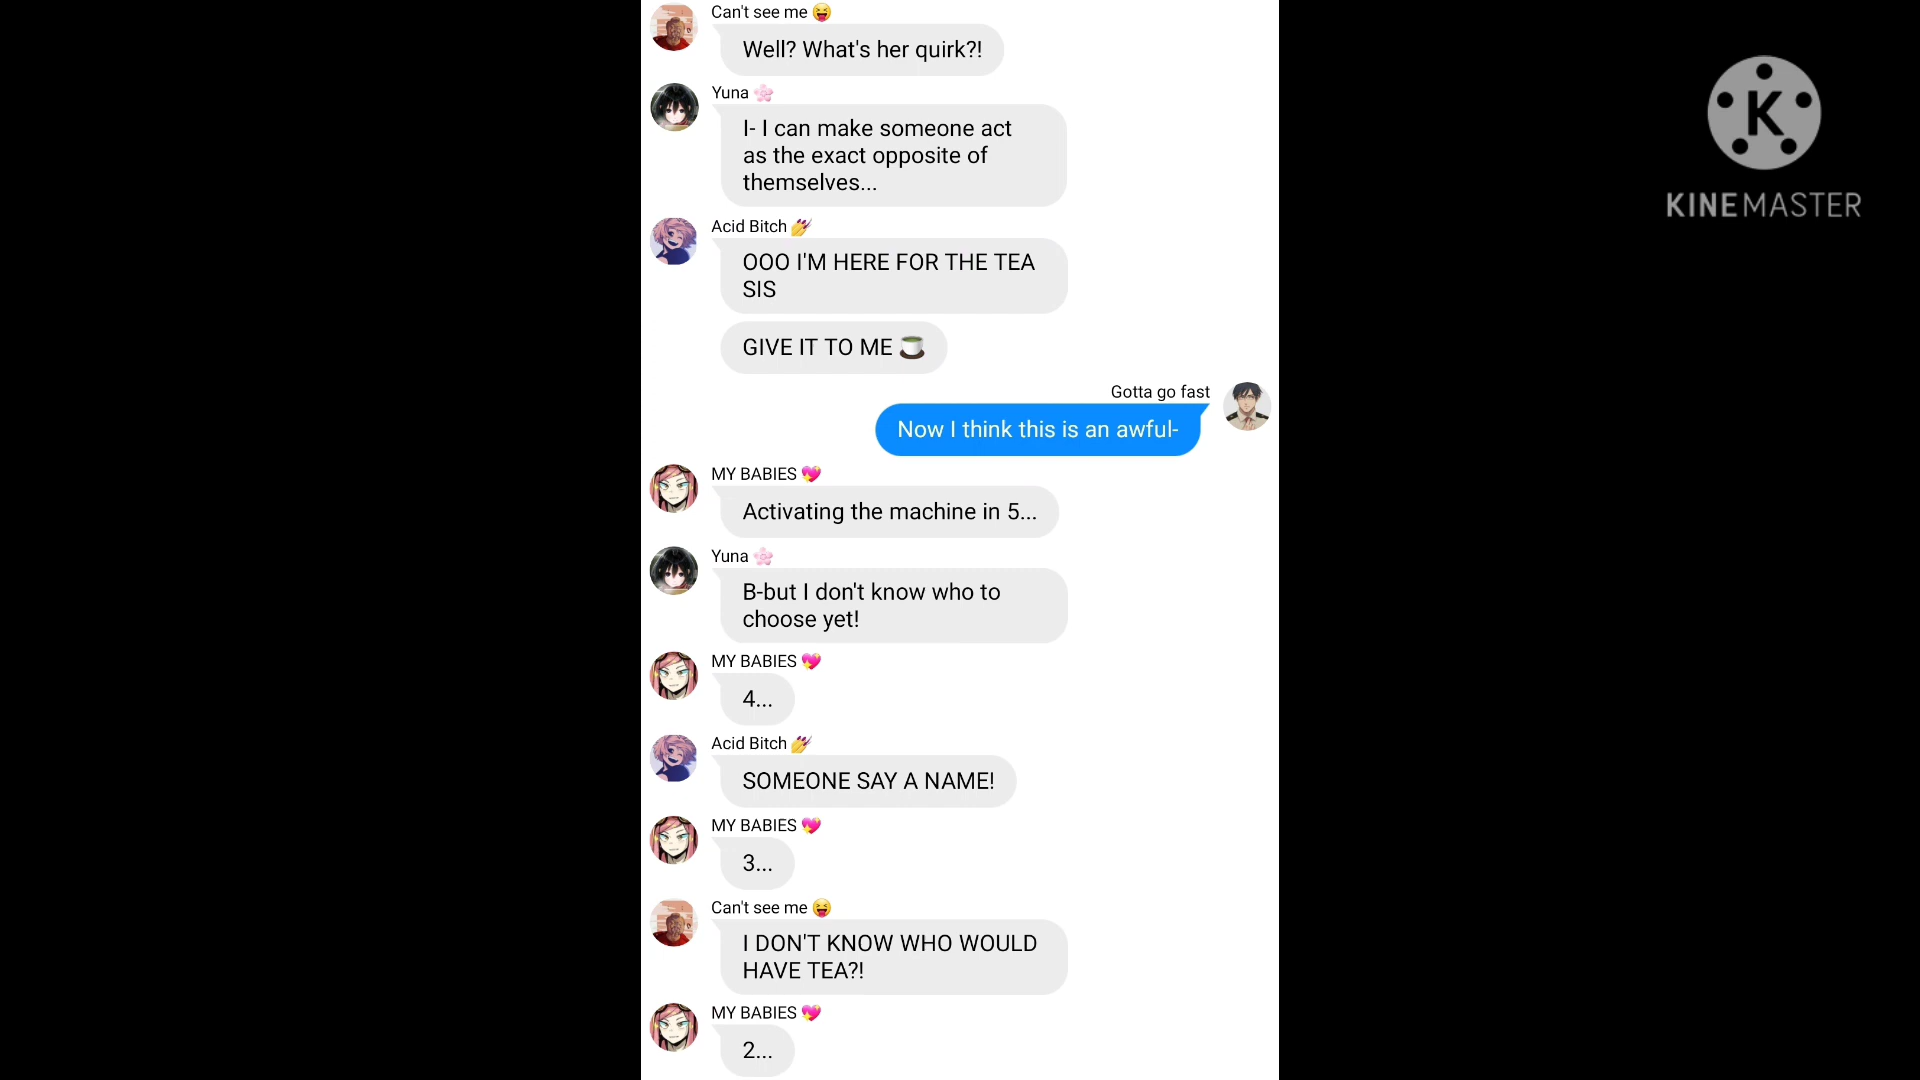 Can't see me 😝
Well? What's her quirk?!
Yuna 🌸
I- I can make someone act
as the exact opposite of
themselves...
Acid Bitch 💅
OOO I'M HERE FOR THE TEA
SIS
GIVE IT TO ME 🍵
Gotta go fast
Now I think this is an awful-
MY BABIES 💖
Activating the machine in 5...
Yuna 🌸
B-but I don't know who to
choose yet!
MY BABIES 💖
4...
Acid Bitch 💅
SOMEONE SAY A NAME!
MY BABIES 💖
3...
Can't see me 😝
I DON'T KNOW WHO WOULD
HAVE TEA?!
MY BABIES 💖
2...
K
KINEMASTER